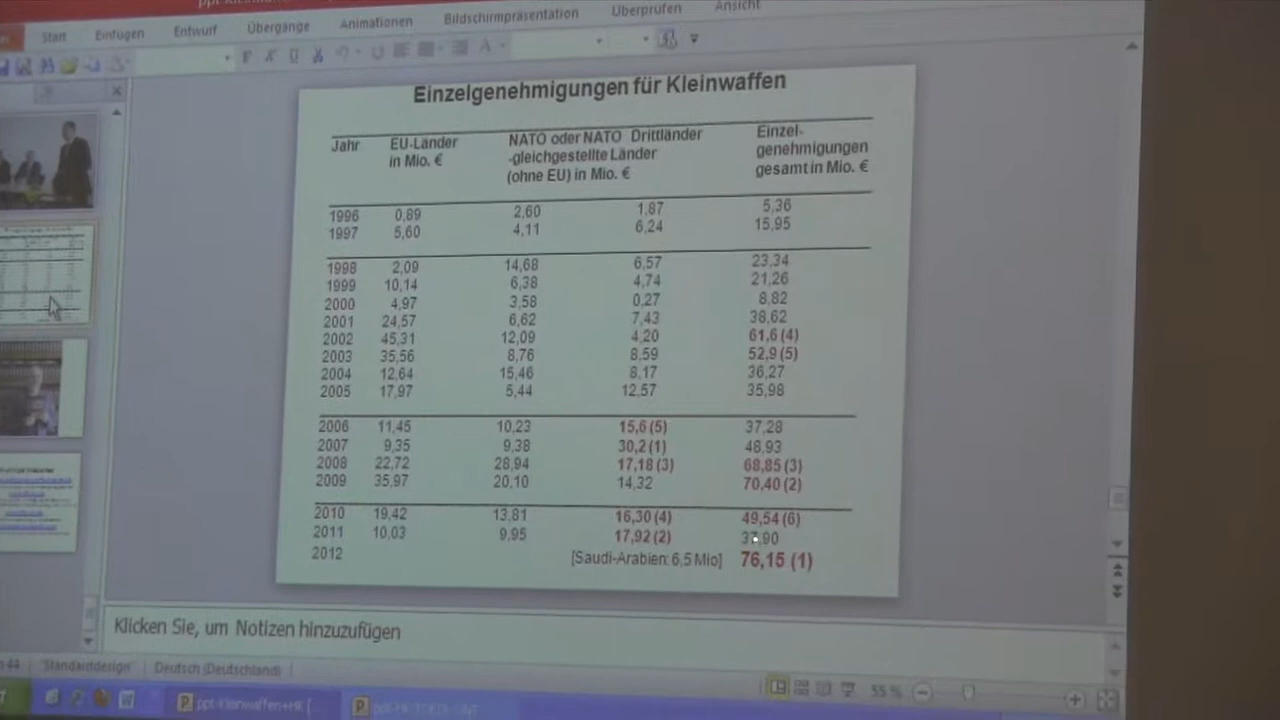 Start Einfügen Entwurf Übergänge Animationen Bildschirmpräsentation Überprüfen Ansicht
Einzelgenehmigungen für Kleinwaffen
Jahr EU-Länder NATO oder NATO Drittländer Einzel-
in Mio. € -gleichgestellte Länder genehmigungen
(ohne EU) in Mio. € gesamt in Mio. €
1996 0,89 2,60 1,87 5,36
1997 5,60 4,11 6,24 15,95
1998 2,09 14,68 6,57 23,34
1999 10,14 6,38 4,74 21,26
2000 4,97 3,58 0,27 8,82
2001 24,57 6,62 7,43 38,62
2002 45,31 12,09 4,20 61,6 (4)
2003 35,56 8,76 8,59 52,9 (5)
2004 12,64 15,46 8,17 36,27
2005 17,97 5,44 12,57 35,98
2006 11,45 10,23 15,6 (5) 37,28
2007 9,35 9,38 30,2 (1) 48,93
2008 22,72 28,94 17,18 (3) 68,85 (3)
2009 35,97 20,10 14,32 70,40 (2)
2010 19,42 13,81 16,30 (4) 49,54 (6)
2011 10,03 9,95 17,92 (2)
2012 [Saudi-Arabien: 6,5 Mio] 76,15 (1)
Klicken Sie, um Notizen hinzuzufügen
"Standarddesign" Deutsch (Deutschland) 55 %
ppt-Kleinwaffen+HK [